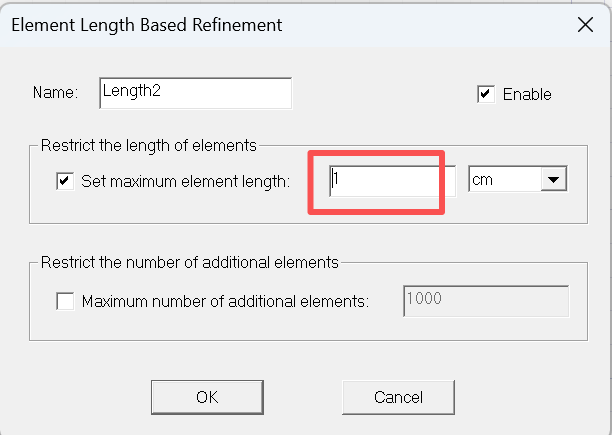 Element Length Based Refinement
Name: Length2
Enable
Restrict the length of elements
Set maximum element length: 1 cm
Restrict the number of additional elements
Maximum number of additional elements: 1000
OK Cancel